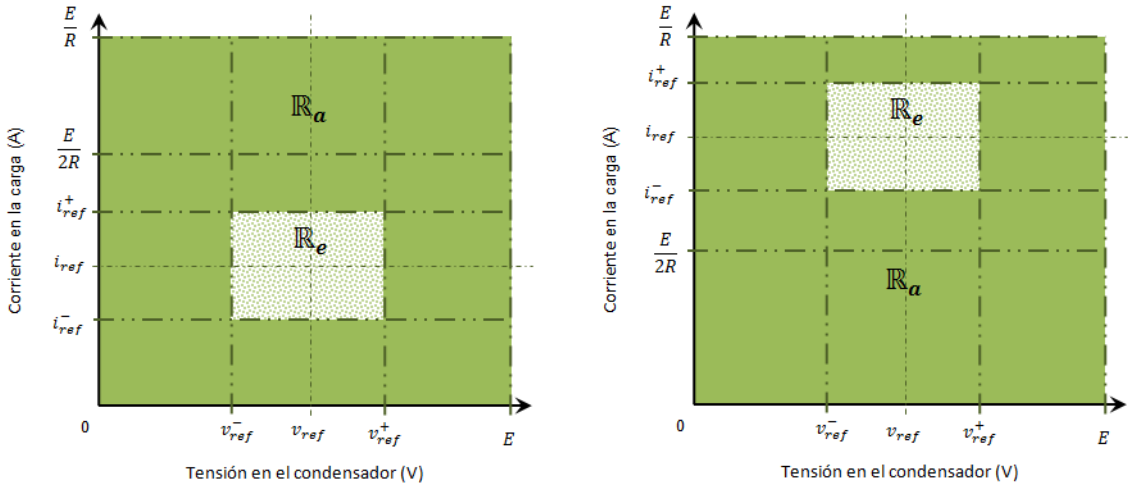 E/R
ℝa
E/2R
i⁺ref
ℝe
iref
i⁻ref
0
v⁻ref
vref
v⁺ref
E
Corriente en la carga (A)
Tensión en el condensador (V)
E/R
i⁺ref
ℝe
iref
i⁻ref
E/2R
ℝa
0
v⁻ref
vref
v⁺ref
E
Corriente en la carga (A)
Tensión en el condensador (V)